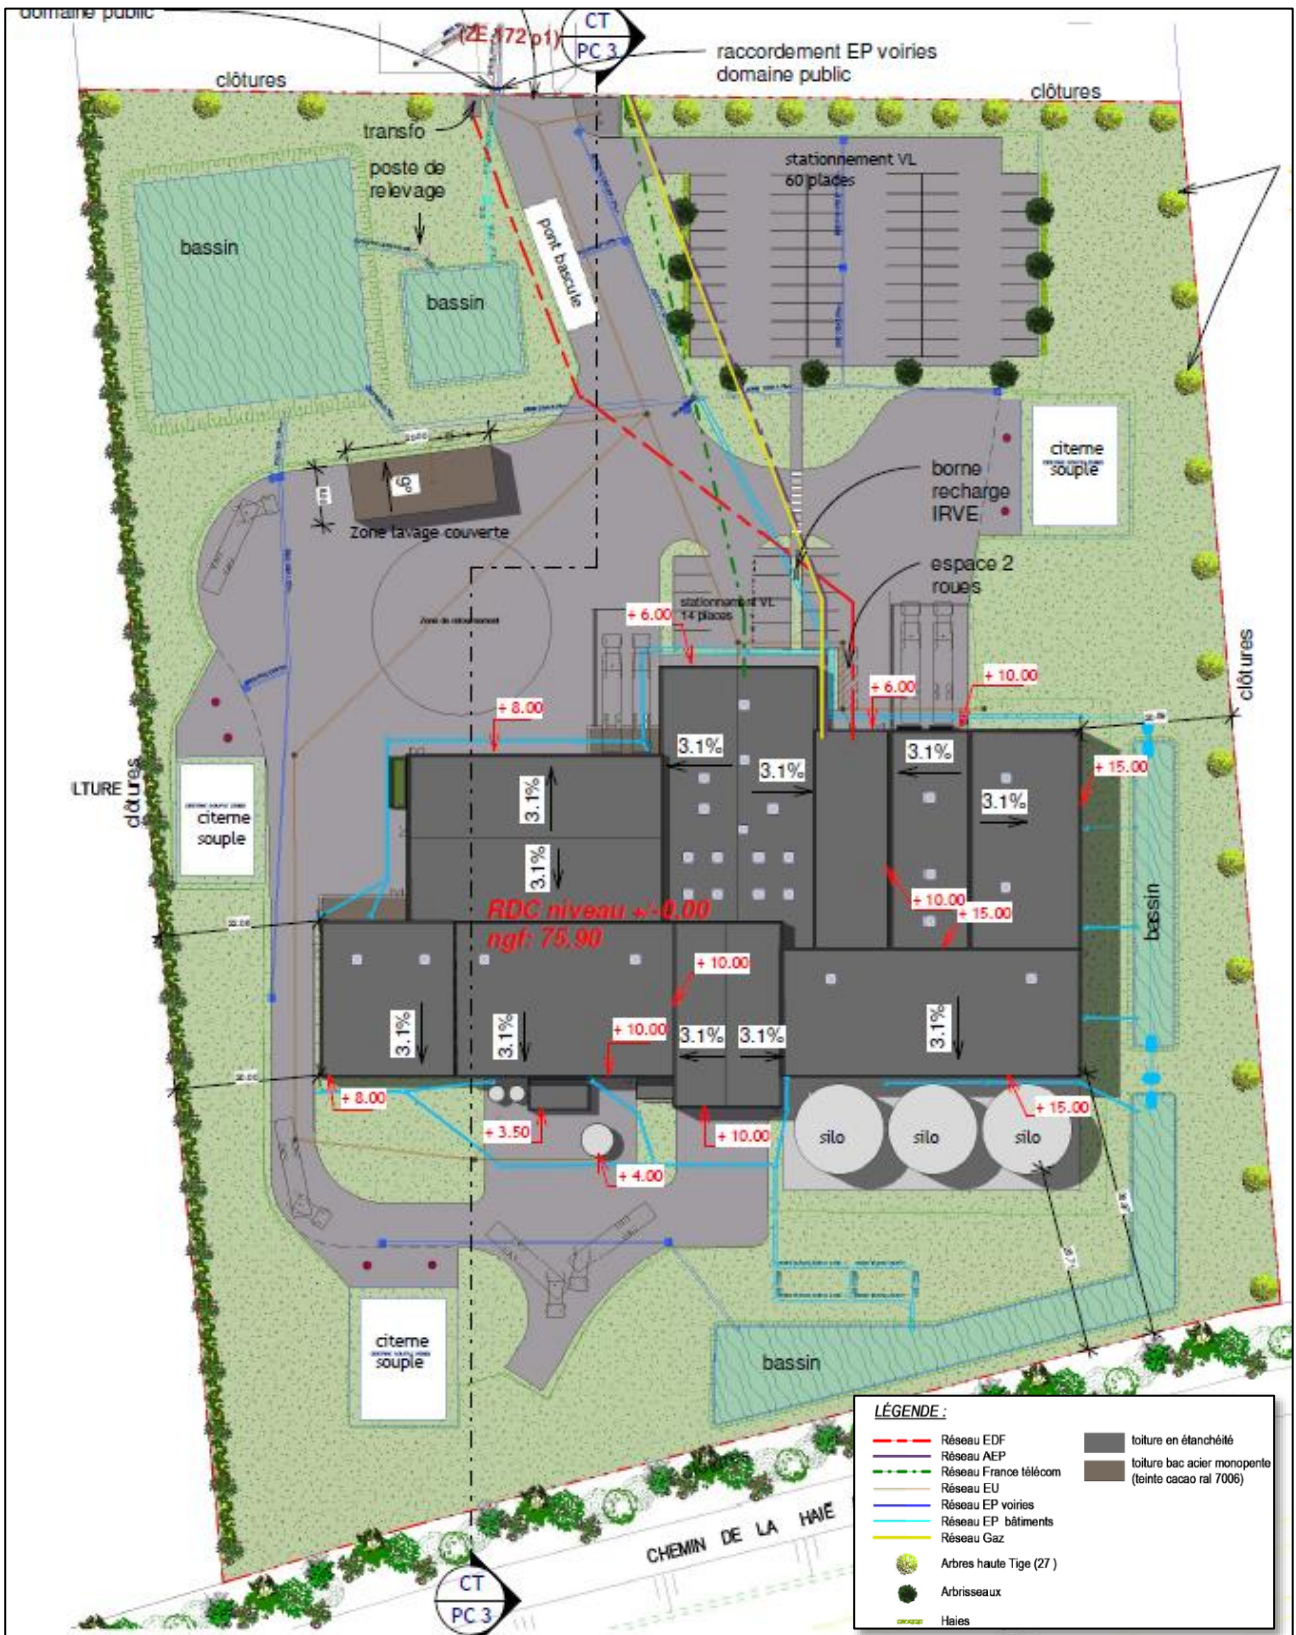 domaine public
(ZE 172 p1)
CT
PC 3
raccordement EP voiries
domaine public
clôtures
clôtures
transfo
poste de
relevage
stationnement VL
60 places
bassin
bassin
pont bascule
citerne
souple
borne
recharge
IRVE
9°
Zone lavage couverte
espace 2
roues
Zone de retournement
stationnement VL
14 places
+ 6.00
+ 6.00
+ 10.00
+ 8.00
clôtures
3.1%
3.1%
3.1%
3.1%
3.1%
3.1%
+ 15.00
LTURE
clôtures
citerne
souple
RDC niveau +/-0,00
ngf: 75.90
+ 10.00
+ 15.00
bassin
+ 10.00
3.1%
3.1%
3.1%
3.1%
3.1%
+ 10.00
+ 8.00
+ 3.50
+ 10.00
+ 15.00
+ 4.00
silo
silo
silo
citerne
souple
bassin
CHEMIN DE LA HAIE
CT
PC 3
LÉGENDE :
Réseau EDF
Réseau AEP
Réseau France télécom
Réseau EU
Réseau EP voiries
Réseau EP bâtiments
Réseau Gaz
Arbres haute Tige (27 )
Arbrisseaux
Haies
toiture en étanchéité
toiture bac acier monopente
(teinte cacao ral 7006)